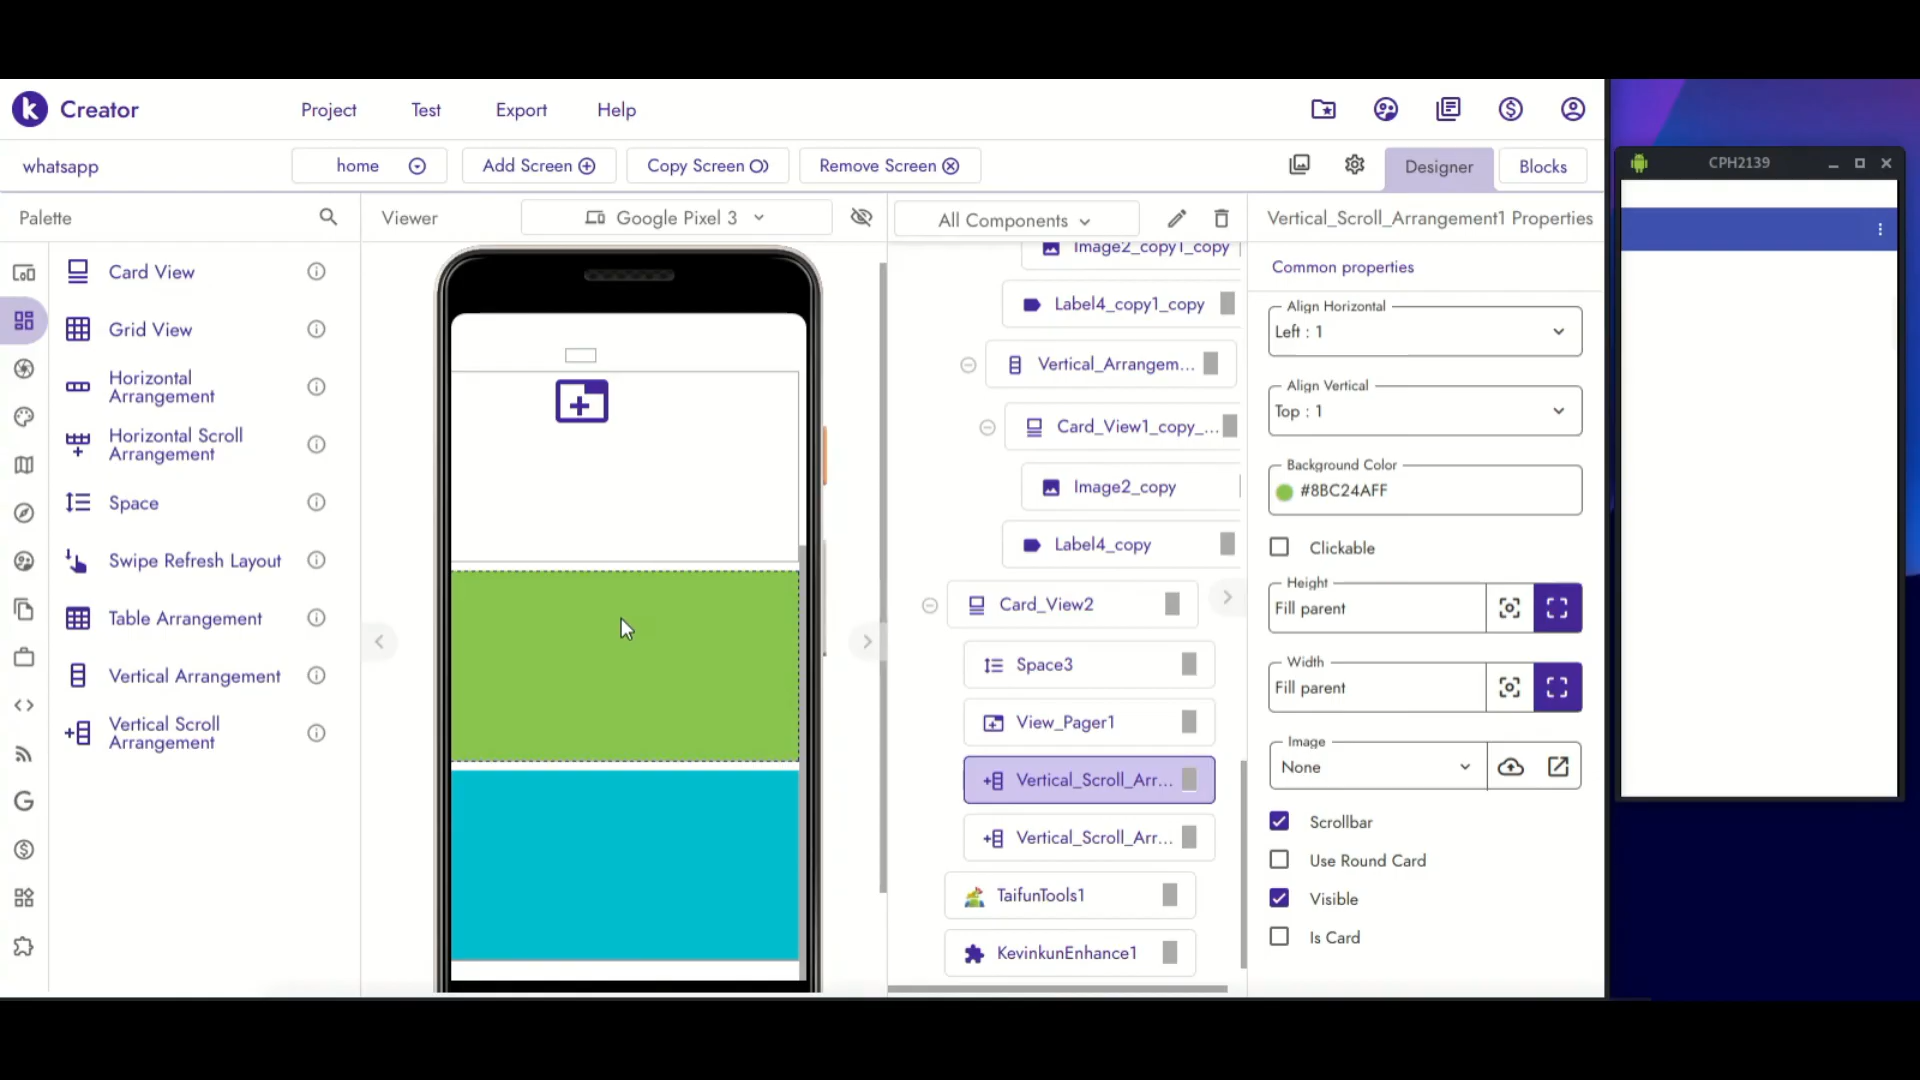 Creator
Project
Test
Export
Help
whatsapp
home
Add Screen
Copy Screen
Remove Screen
Designer
Blocks
Palette
Viewer
Google Pixel 3
All Components
Vertical_Scroll_Arrangement1 Properties
Card View
Grid View
Horizontal
Arrangement
Horizontal Scroll
Arrangement
Space
Swipe Refresh Layout
Table Arrangement
Vertical Arrangement
Vertical Scroll
Arrangement
Image2_copy1_copy
Label4_copy1_copy
Vertical_Arrangem...
Card_View1_copy_...
Image2_copy
Label4_copy
Card_View2
Space3
View_Pager1
Vertical_Scroll_Arr...
Vertical_Scroll_Arr...
TaifunTools1
KevinkunEnhance1
Common properties
Align Horizontal
Left : 1
Align Vertical
Top : 1
Background Color
#8BC24AFF
Clickable
Height
Fill parent
Width
Fill parent
Image
None
Scrollbar
Use Round Card
Visible
Is Card
CPH2139